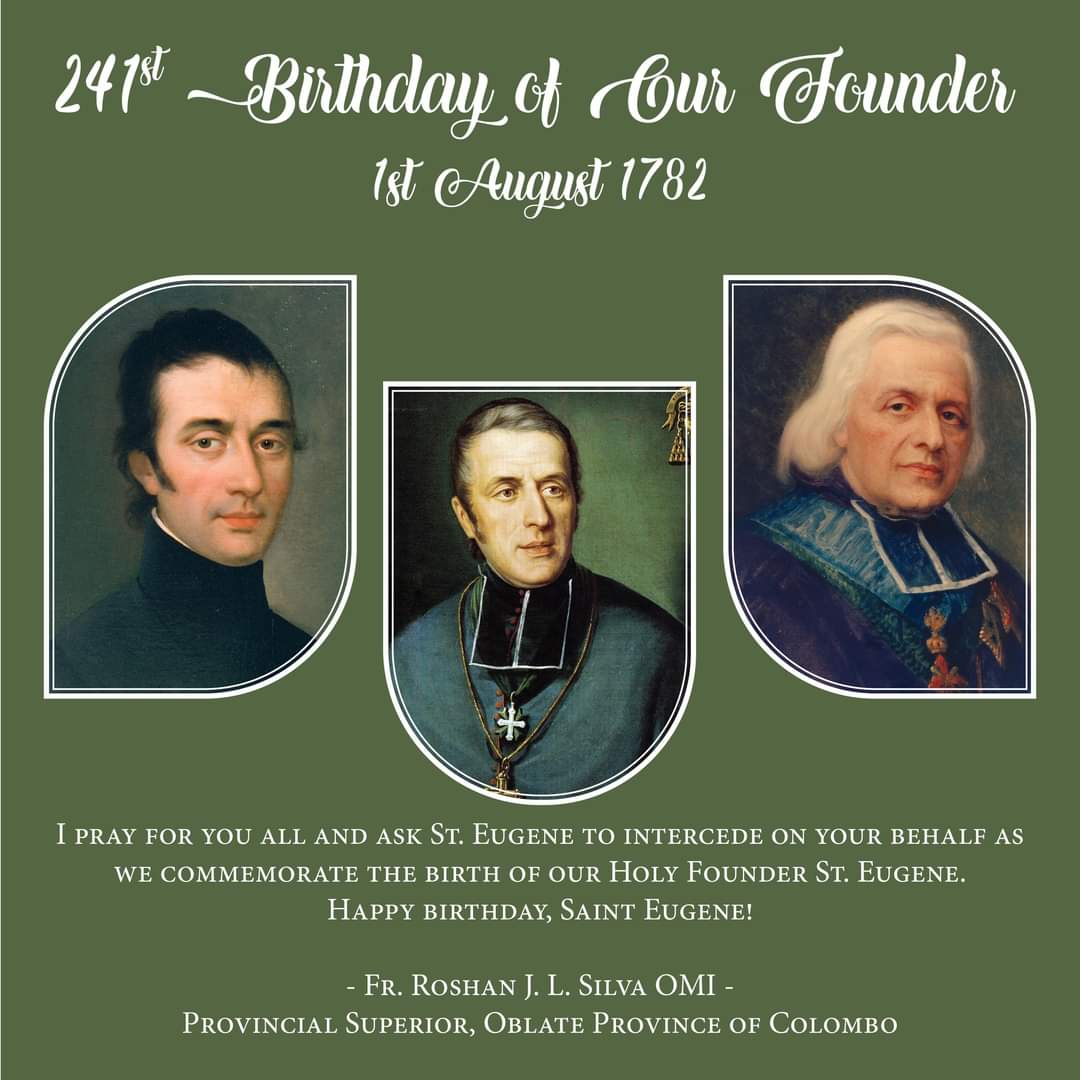 241st Birthday of Our Founder
1st August 1782
I pray for you all and ask St. Eugene to intercede on your behalf as
we commemorate the birth of our Holy Founder St. Eugene.
Happy birthday, Saint Eugene!
- Fr. Roshan J. L. Silva OMI -
Provincial Superior, Oblate Province of Colombo